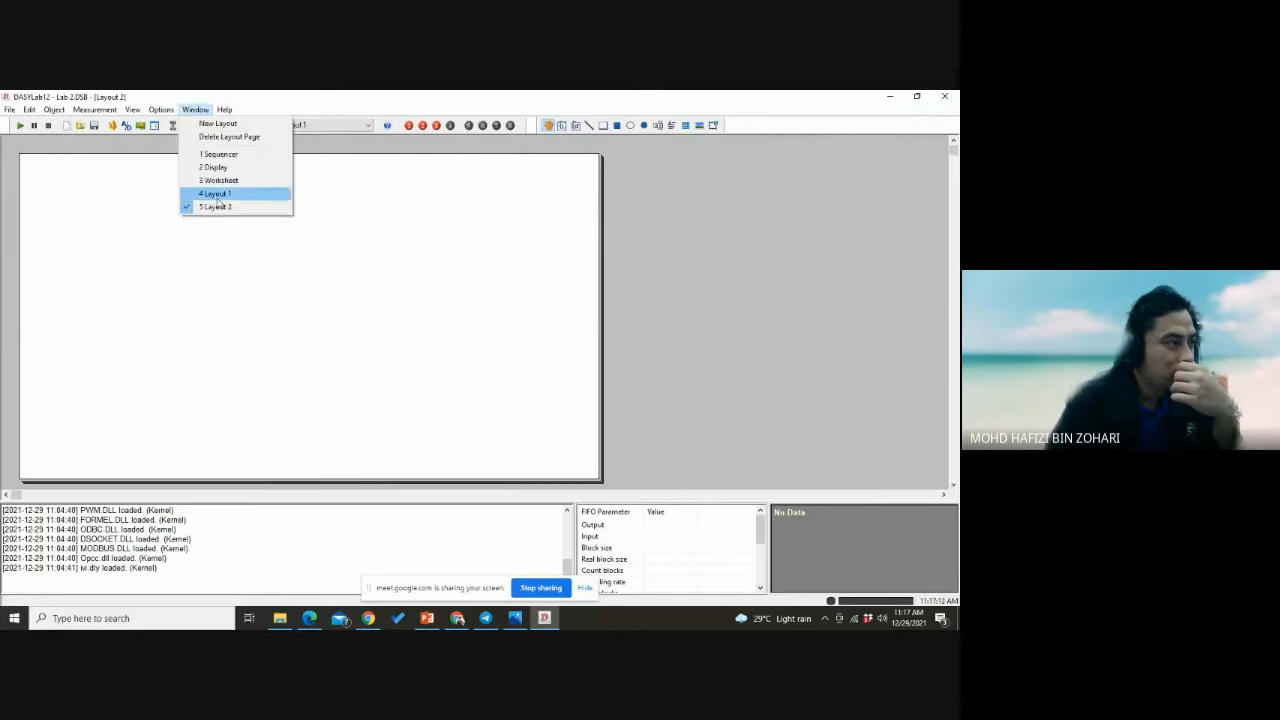 DASYLab12 - Lab 2.DSB - [Layout 2]
File Edit Object Measurement View Options Window Help
New Layout
Delete Layout Page
1 Sequencer
2 Display
3 Worksheet
4 Layout 1
5 Layout 2
[2021-12-29 11:04:40] PWM.DLL loaded. (Kernel)
[2021-12-29 11:04:40] FORMEL.DLL loaded. (Kernel)
[2021-12-29 11:04:40] ODBC.DLL loaded. (Kernel)
[2021-12-29 11:04:40] DSOCKET.DLL loaded. (Kernel)
[2021-12-29 11:04:40] MODBUS.DLL loaded. (Kernel)
[2021-12-29 11:04:40] Opcc.dll loaded. (Kernel)
[2021-12-29 11:04:41] M.dly loaded. (Kernel)
FIFO Parameter Value
Output
Input
Block size
Real block size
Count blocks
No Data
meet.google.com is sharing your screen. Stop sharing Hide
11:17:13 AM
Type here to search
29°C Light rain
11:17 AM
12/29/2021
MOHD HAFIZI BIN ZOHARI